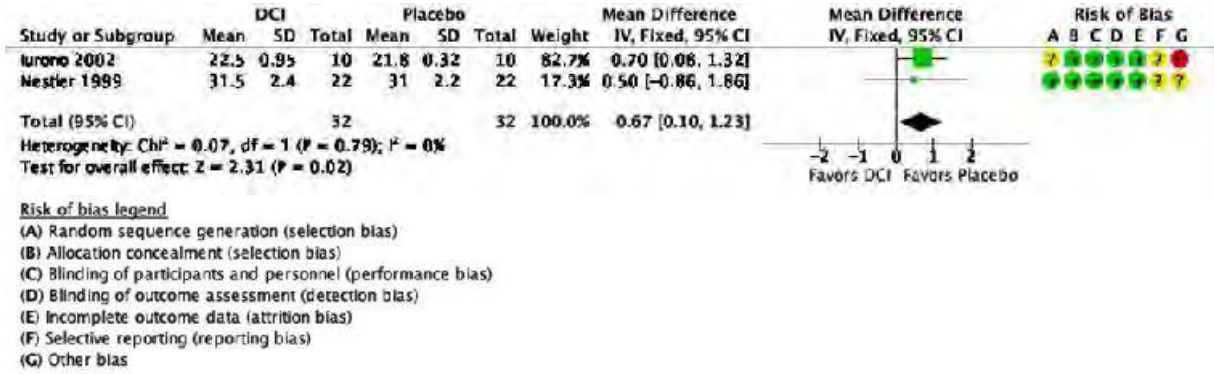 DCI Placebo Mean Difference Mean Difference Risk of Bias
Study or Subgroup Mean SD Total Mean SD Total Weight IV, Fixed, 95% CI IV, Fixed, 95% CI A B C D E F G
Iurono 2002 22.5 0.95 10 21.8 0.32 10 82.7% 0.70 [0.08, 1.32] ? + + + + ? -
Nestler 1999 31.5 2.4 22 31 2.2 22 17.3% 0.50 [-0.86, 1.86] + + + + + ? ?
Total (95% CI) 32 32 100.0% 0.67 [0.10, 1.23]
Heterogeneity: Chi² = 0.07, df = 1 (P = 0.79); I² = 0%
Test for overall effect: Z = 2.31 (P = 0.02)
-2 -1 0 1 2
Favors DCI Favors Placebo
Risk of bias legend
(A) Random sequence generation (selection bias)
(B) Allocation concealment (selection bias)
(C) Blinding of participants and personnel (performance bias)
(D) Blinding of outcome assessment (detection bias)
(E) Incomplete outcome data (attrition bias)
(F) Selective reporting (reporting bias)
(G) Other bias